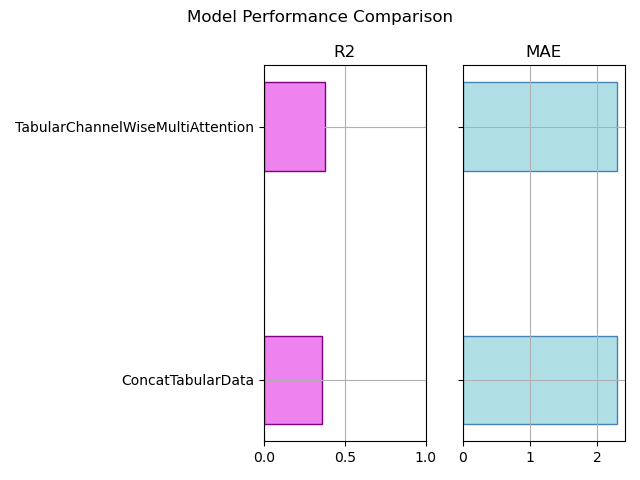 Model Performance Comparison
R2
MAE
TabularChannelWiseMultiAttention
ConcatTabularData
0.0 0.5 1.0
0 1 2